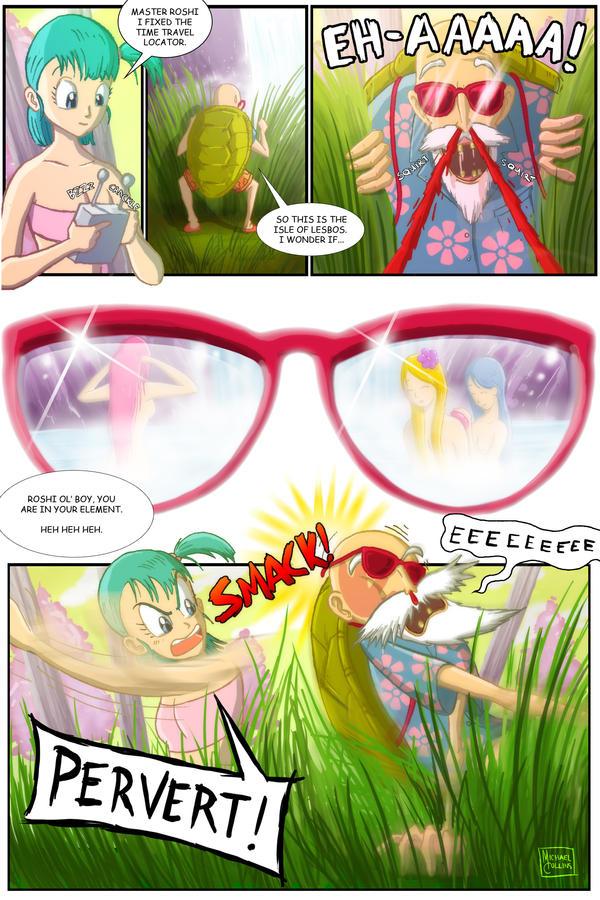 MASTER ROSHI
I FIXED THE
TIME TRAVEL
LOCATOR.
BZZZ
CRACKLE
SO THIS IS THE
ISLE OF LESBOS.
I WONDER IF...
EH-AAAAA!
SQUIRT
SQUIRT
ROSHI OL' BOY, YOU
ARE IN YOUR ELEMENT.
HEH HEH HEH.
SMACK!
EEEEEEEEE
PERVERT!
MICHAEL
COLLINS